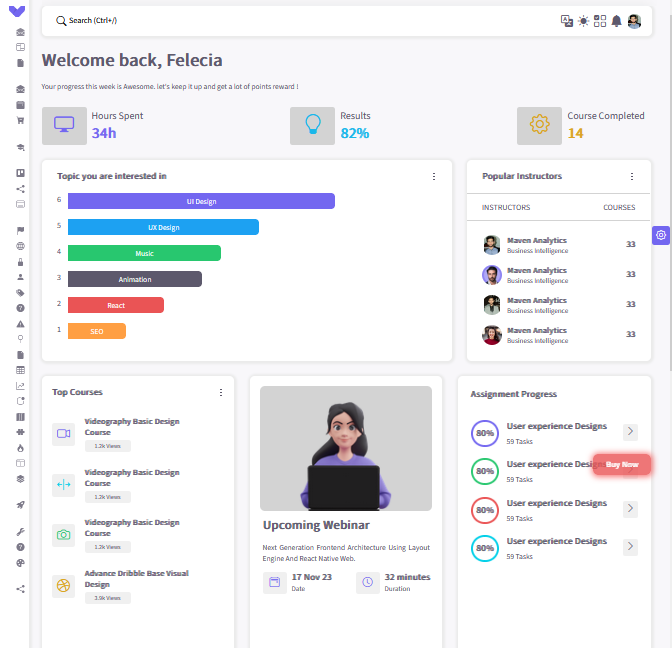 Search (Ctrl+/)
Welcome back, Felecia
Your progress this week is Awesome. let's keep it up and get a lot of points reward !
Hours Spent
34h
Results
82%
Course Completed
14
Topic you are interested in
6
UI Design
5
UX Design
4
Music
3
Animation
2
React
1
SEO
Popular Instructors
INSTRUCTORS
COURSES
Maven Analytics
Business Intelligence
33
Maven Analytics
Business Intelligence
33
Maven Analytics
Business Intelligence
33
Maven Analytics
Business Intelligence
33
Top Courses
Videography Basic Design
Course
1.2k Views
Videography Basic Design
Course
1.2k Views
Videography Basic Design
Course
1.2k Views
Advance Dribble Base Visual
Design
3.9k Views
Upcoming Webinar
Next Generation Frontend Architecture Using Layout
Engine And React Native Web.
17 Nov 23
Date
32 minutes
Duration
Assignment Progress
80%
User experience Designs
59 Tasks
80%
User experience Designs
59 Tasks
Buy Now
80%
User experience Designs
59 Tasks
80%
User experience Designs
59 Tasks